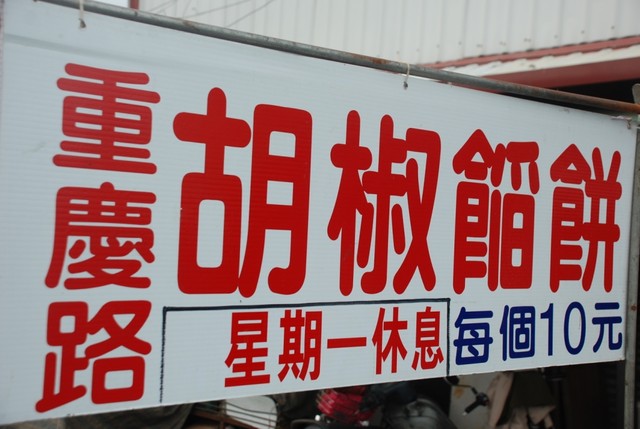 重慶路
胡椒餡餅
星期一休息
每個10元